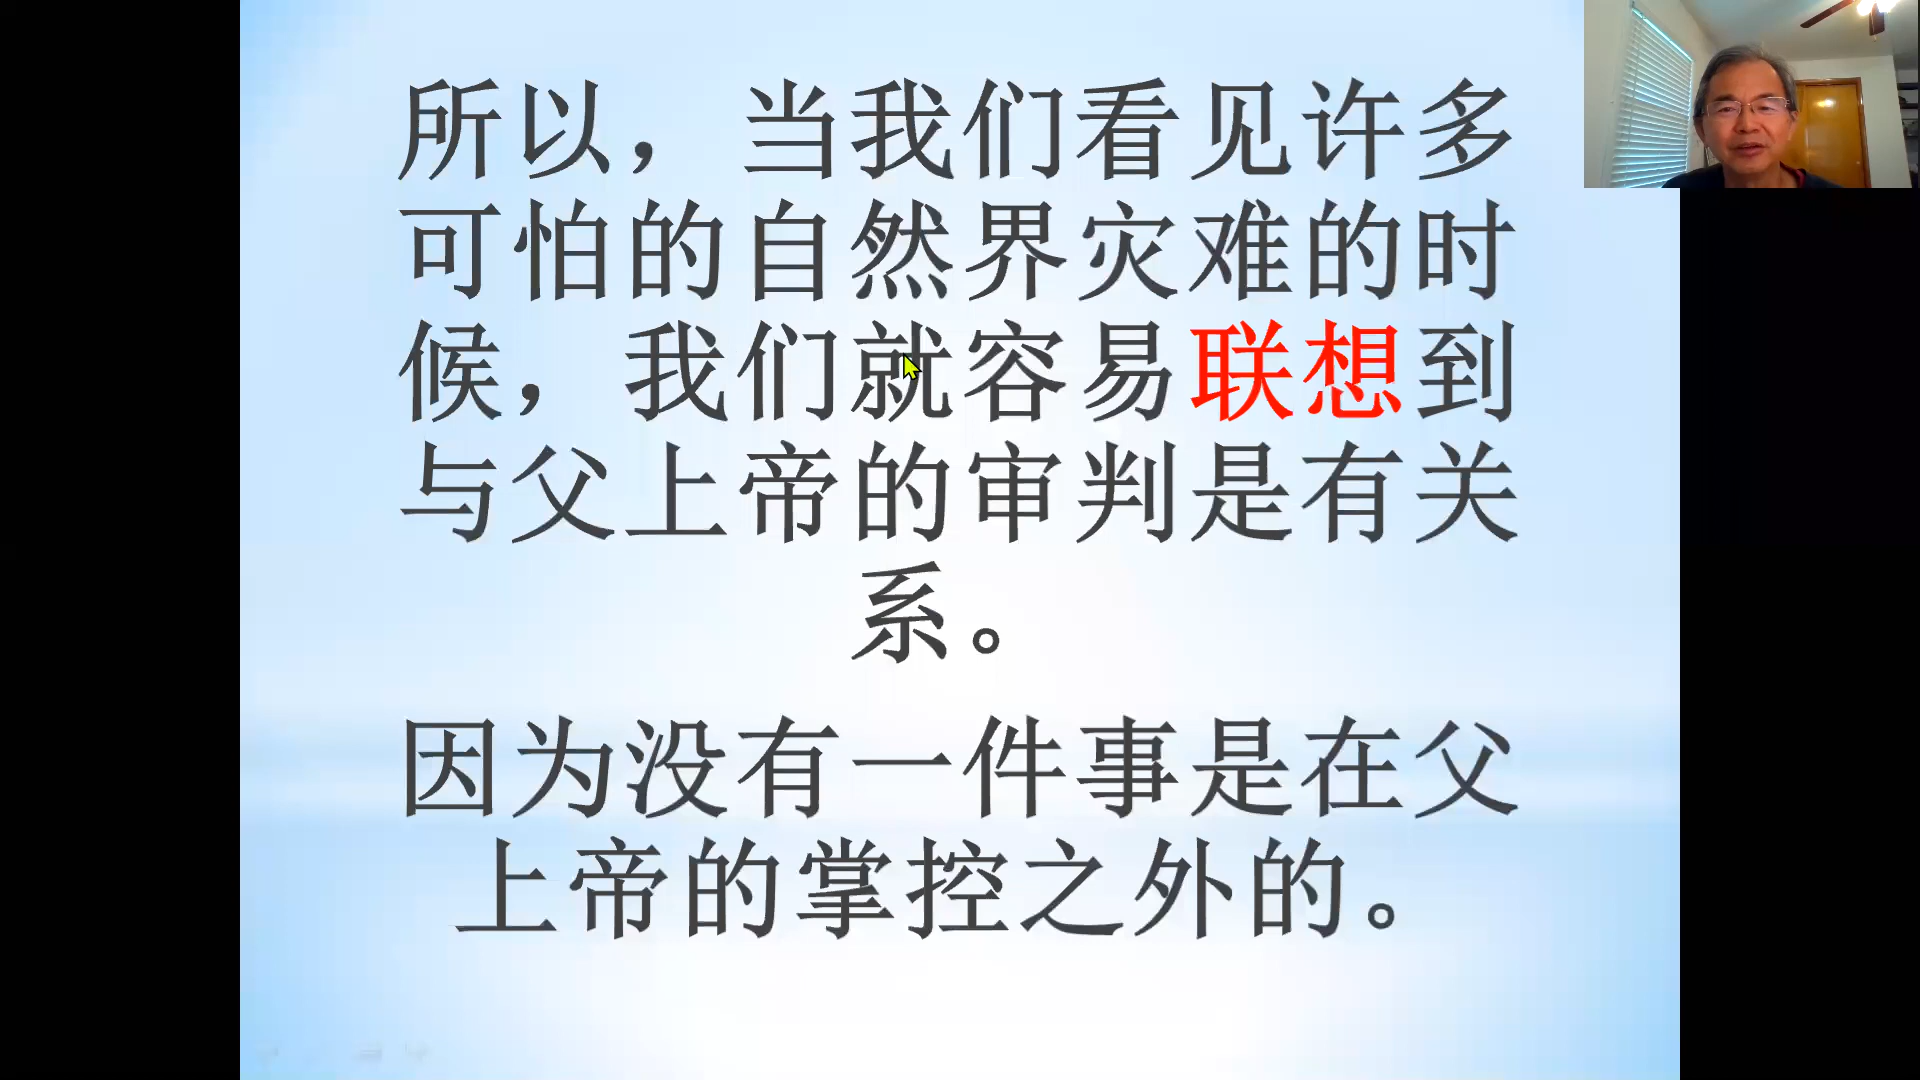 所以，当我们看见许多
可怕的自然界灾难的时
候，我们就容易联想到
与父上帝的审判是有关
系。
因为没有一件事是在父
上帝的掌控之外的。